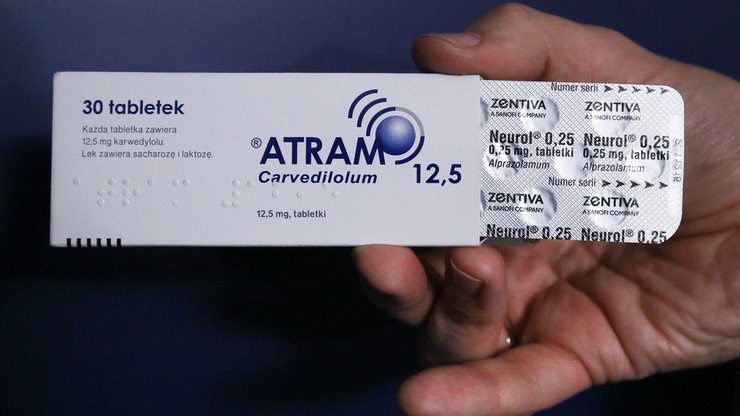 30 tabletek
Każda tabletka zawiera
12,5 mg karwedylolu.
Lek zawiera sacharozę i laktozę.
® ATRAM 12,5
Carvedilolum
12,5 mg, tabletki
Numer serii
ZENTIVA ZENTIVA
A SANOFI COMPANY A SANOFI COMPANY
Neurol® 0,25 Neurol® 0,25
0,25 mg, tabletki 0,25 mg, tabletki
Alprazolamum Alprazolamum
Numer serii
ZENTIVA ZENTIVA
A SANOFI COMPANY A SANOFI COMPANY
Neurol® 0,25 Neurol® 0,25